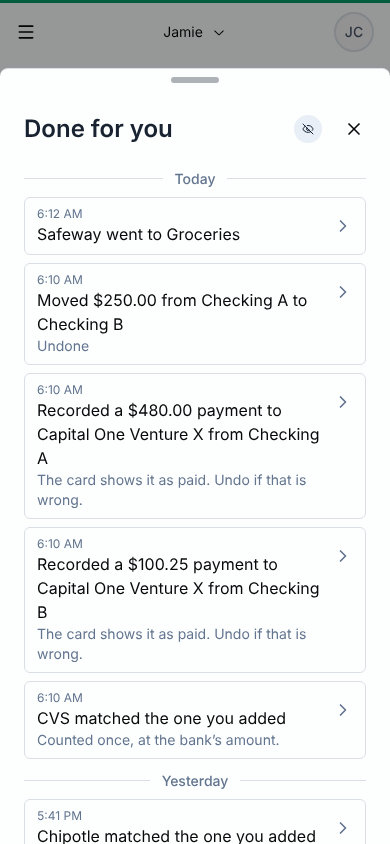 Jamie
JC
Done for you
Today
6:12 AM
Safeway went to Groceries
6:10 AM
Moved $250.00 from Checking A to
Checking B
Undone
6:10 AM
Recorded a $480.00 payment to
Capital One Venture X from Checking
A
The card shows it as paid. Undo if that is
wrong.
6:10 AM
Recorded a $100.25 payment to
Capital One Venture X from Checking
B
The card shows it as paid. Undo if that is
wrong.
6:10 AM
CVS matched the one you added
Counted once, at the bank’s amount.
Yesterday
5:41 PM
Chipotle matched the one you added